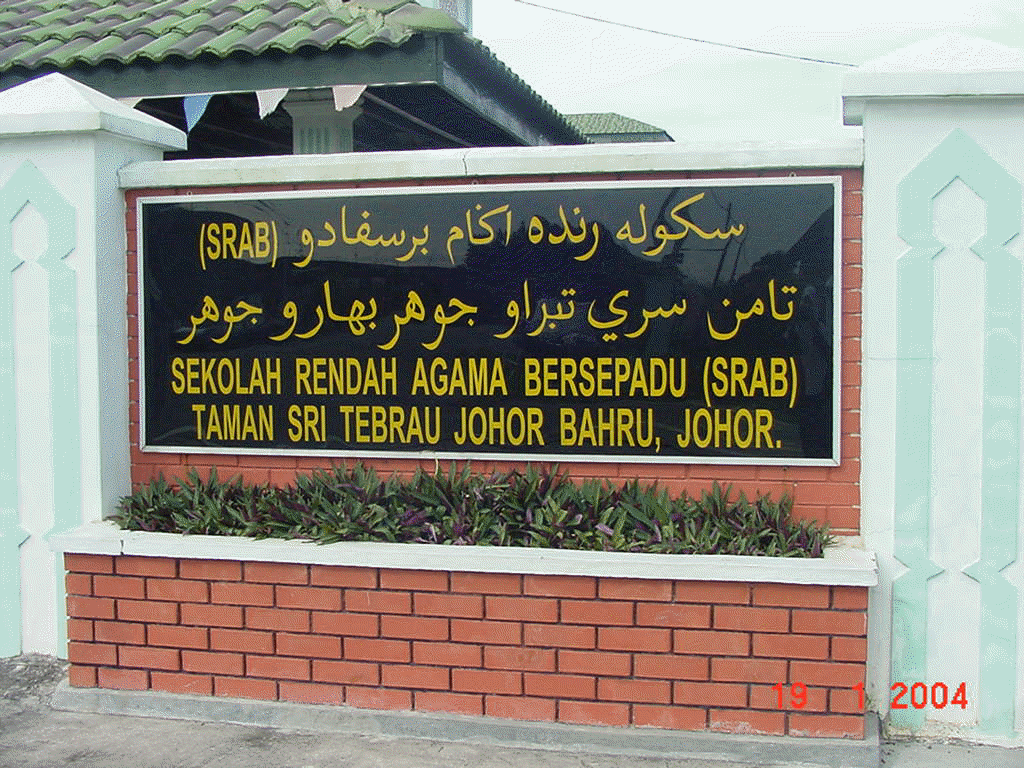 سکوله رنده اݢام برسفادو (SRAB)
تامن سري تبراو جوهر بهارو جوهر
SEKOLAH RENDAH AGAMA BERSEPADU (SRAB)
TAMAN SRI TEBRAU JOHOR BAHRU, JOHOR.
19 1 2004